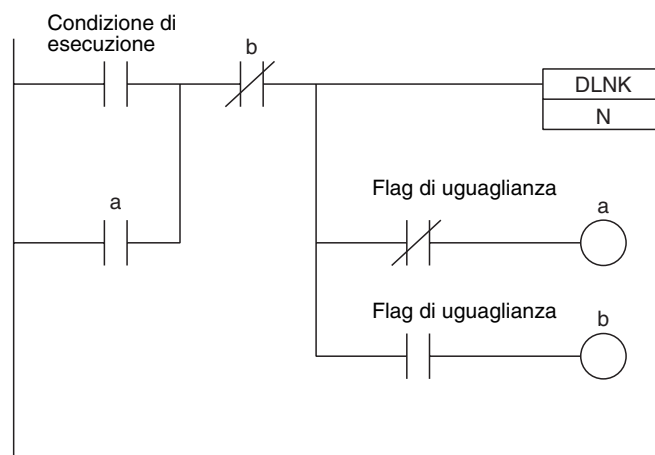 Condizione di
esecuzione
b
DLNK
N
a
Flag di uguaglianza
a
Flag di uguaglianza
b